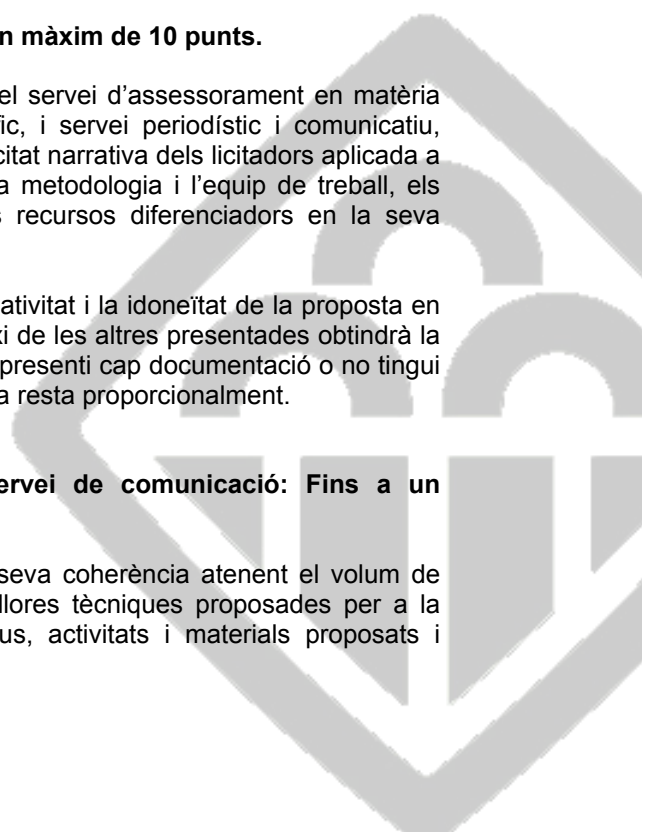 n màxim de 10 punts.
el servei d’assessorament en matèria
fic, i servei periodístic i comunicatiu,
citat narrativa dels licitadors aplicada a
a metodologia i l’equip de treball, els
s recursos diferenciadors en la seva
ativitat i la idoneïtat de la proposta en
xi de les altres presentades obtindrà la
presenti cap documentació o no tingui
a resta proporcionalment.
ervei de comunicació: Fins a un
seva coherència atenent el volum de
llores tècniques proposades per a la
us, activitats i materials proposats i